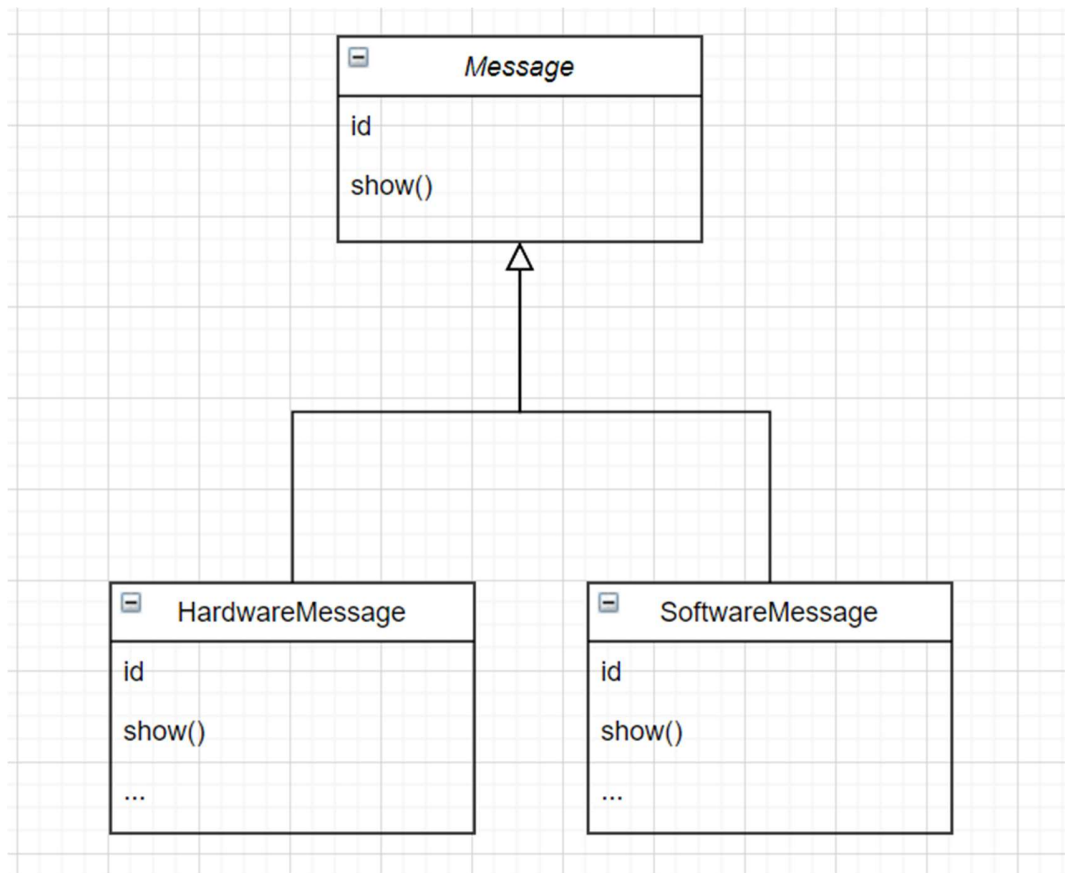 Message
id
show()
HardwareMessage
id
show()
...
SoftwareMessage
id
show()
...